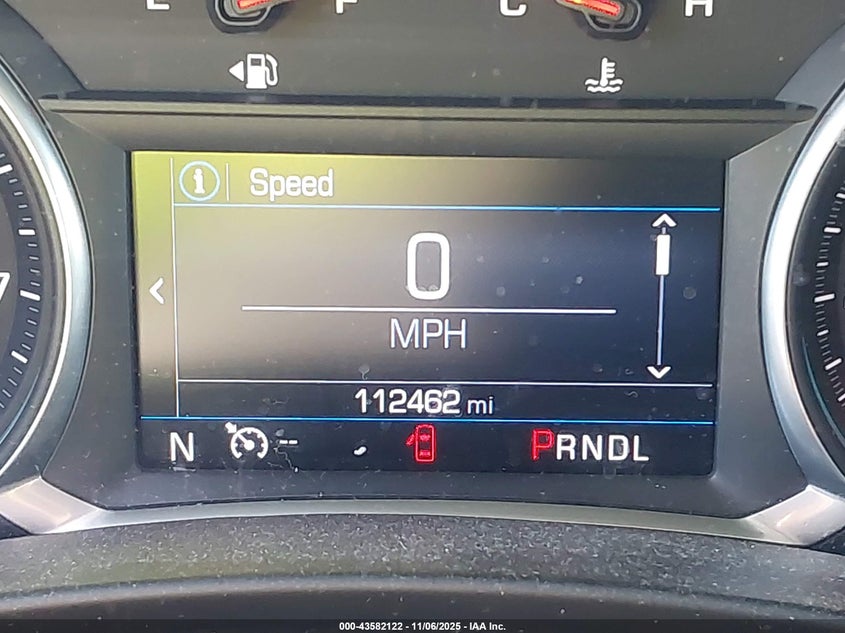 E F C H
Speed
0
MPH
112462 mi
N -- PRNDL
000-43582122 - 11/06/2025 - IAA Inc.